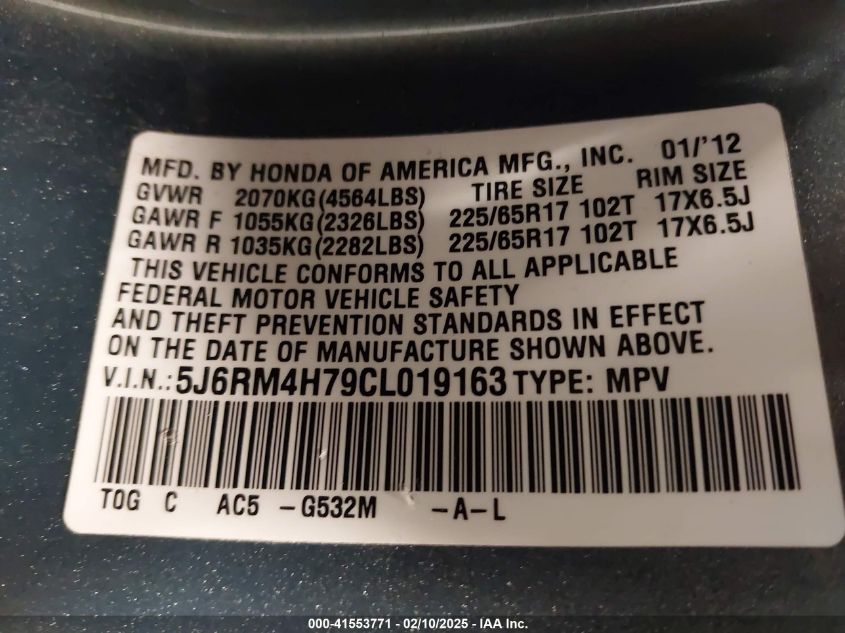 MFD. BY HONDA OF AMERICA MFG., INC. 01/'12
GVWR 2070KG(4564LBS) TIRE SIZE RIM SIZE
GAWR F 1055KG(2326LBS) 225/65R17 102T 17X6.5J
GAWR R 1035KG(2282LBS) 225/65R17 102T 17X6.5J
THIS VEHICLE CONFORMS TO ALL APPLICABLE
FEDERAL MOTOR VEHICLE SAFETY
AND THEFT PREVENTION STANDARDS IN EFFECT
ON THE DATE OF MANUFACTURE SHOWN ABOVE.
V.I.N.: 5J6RM4H79CL019163 TYPE: MPV
TOG C AC5 -G532M -A-L
000-41553771 - 02/10/2025 - IAA Inc.